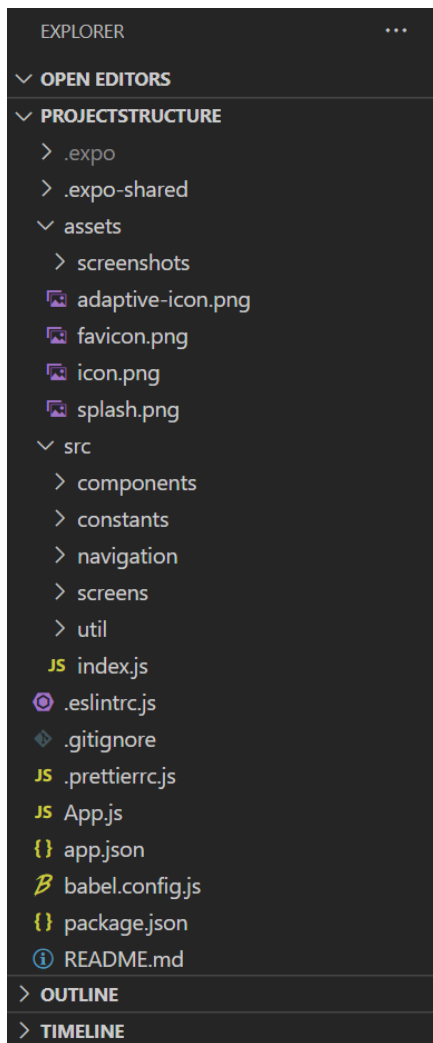 EXPLORER ...
OPEN EDITORS
PROJECTSTRUCTURE
.expo
.expo-shared
assets
screenshots
adaptive-icon.png
favicon.png
icon.png
splash.png
src
components
constants
navigation
screens
util
JS index.js
.eslintrc.js
.gitignore
JS .prettierrc.js
JS App.js
{} app.json
B babel.config.js
{} package.json
README.md
OUTLINE
TIMELINE